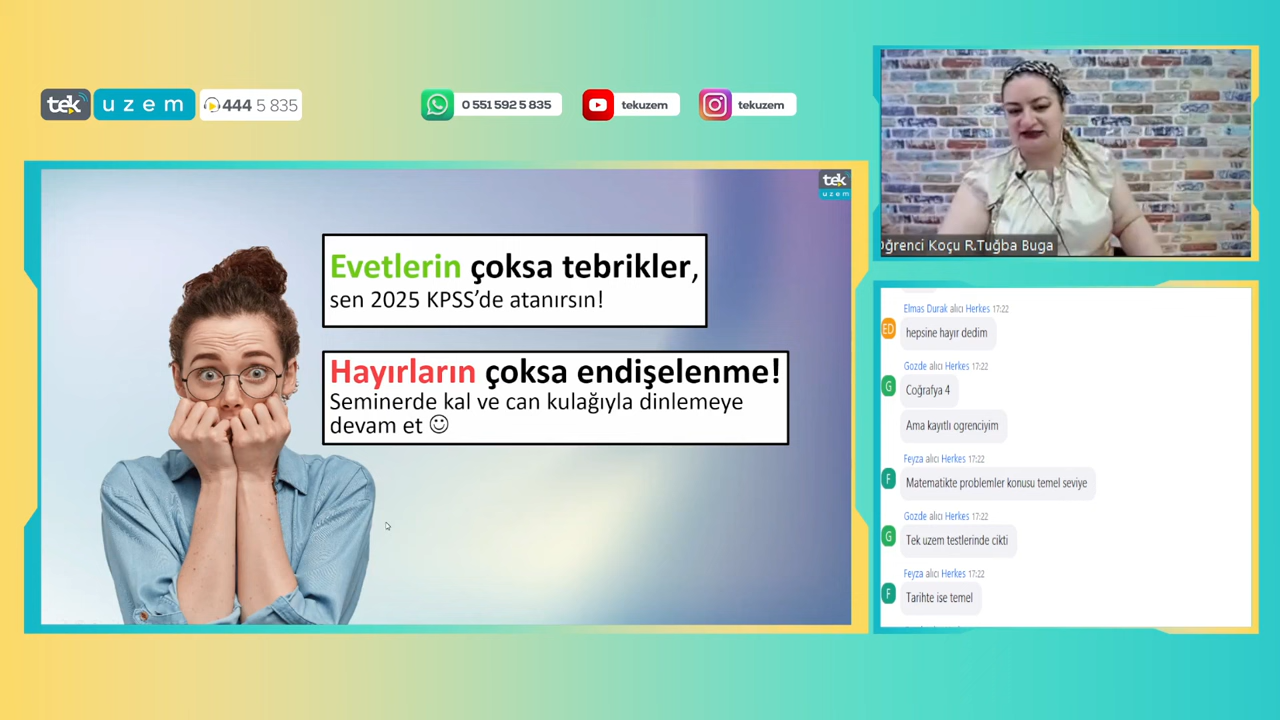 tek uzem 444 5 835
0 551 592 5 835
tekuzem
tekuzem
tek
uzem
Evetlerin çoksa tebrikler,
sen 2025 KPSS'de atanırsın!
Hayırların çoksa endişelenme!
Seminerde kal ve can kulağıyla dinlemeye
devam et ☺
Öğrenci Koçu R.Tuğba Buga
Elmas Durak alıcı Herkes 17:22
ED
hepsine hayır dedim
Gozde alıcı Herkes 17:22
G
Coğrafya 4
Ama kayıtlı ogrenciyim
Feyza alıcı Herkes 17:22
F
Matematikte problemler konusu temel seviye
Gozde alıcı Herkes 17:22
G
Tek uzem testlerinde cikti
Feyza alıcı Herkes 17:22
F
Tarihte ise temel